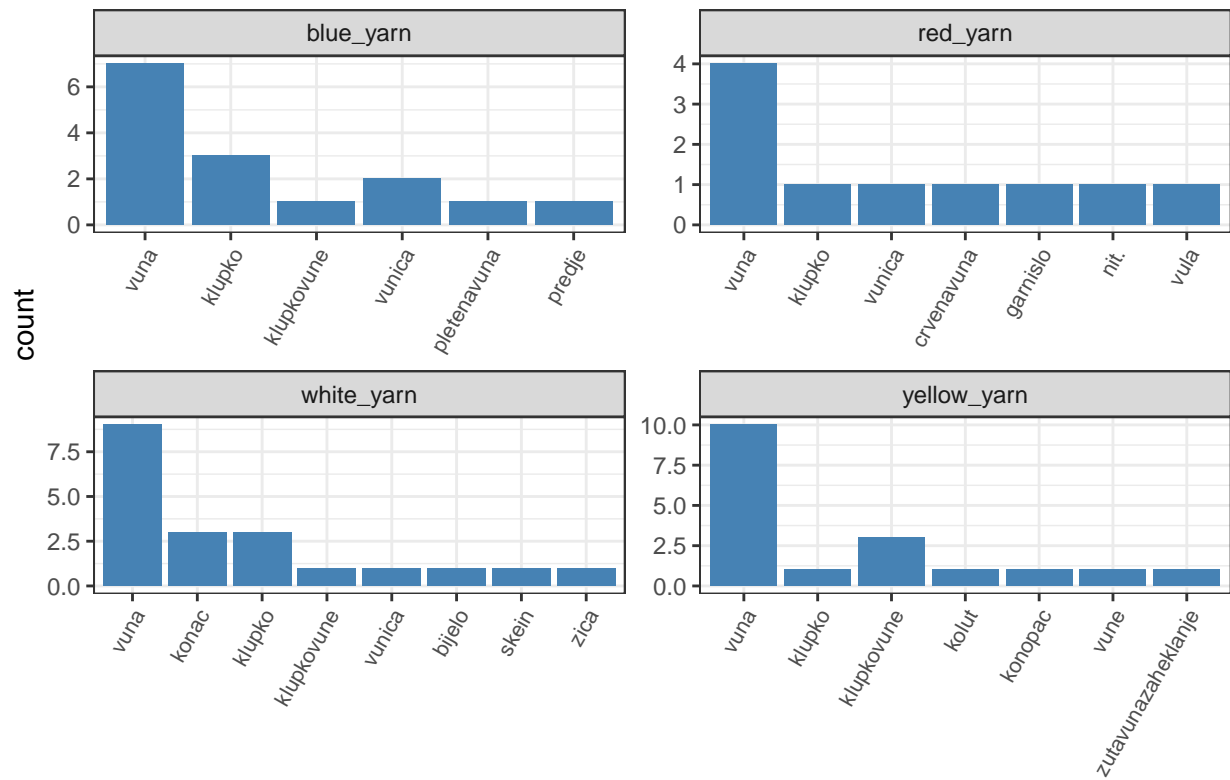 blue_yarn
6
4
2
0
vuna
klupko
klupkovune
vunica
pletenavuna
predje
red_yarn
4
3
2
1
0
vuna
klupko
vunica
crvenavuna
garnislo
nit.
vula
count
white_yarn
7.5
5.0
2.5
0.0
vuna
konac
klupko
klupkovune
vunica
bijelo
skein
zica
yellow_yarn
10.0
7.5
5.0
2.5
0.0
vuna
klupko
klupkovune
kolut
konopac
vune
zutavunazaheklanje